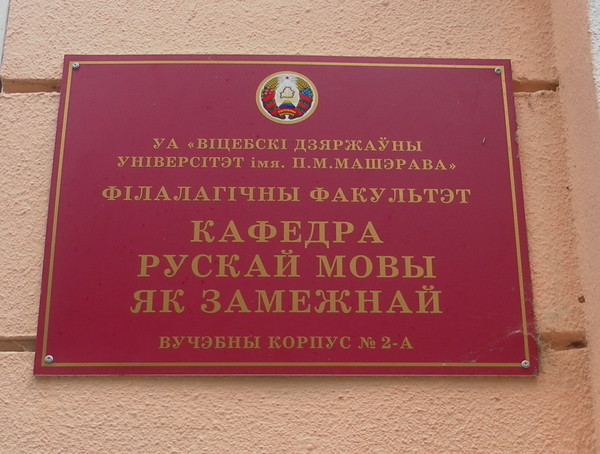 УА «ВІЦЕБСКІ ДЗЯРЖАЎНЫ
УНІВЕРСІТЭТ імя. П.М.МАШЭРАВА»
ФІЛАЛАГІЧНЫ ФАКУЛЬТЭТ
КАФЕДРА
РУСКАЙ МОВЫ
ЯК ЗАМЕЖНАЙ
ВУЧЭБНЫ КОРПУС № 2-А